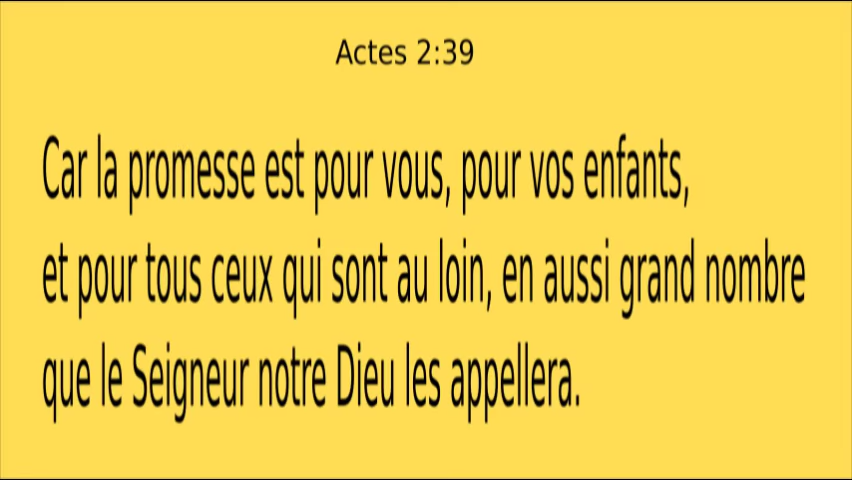 Actes 2:39
Car la promesse est pour vous, pour vos enfants,
et pour tous ceux qui sont au loin, en aussi grand nombre
que le Seigneur notre Dieu les appellera.